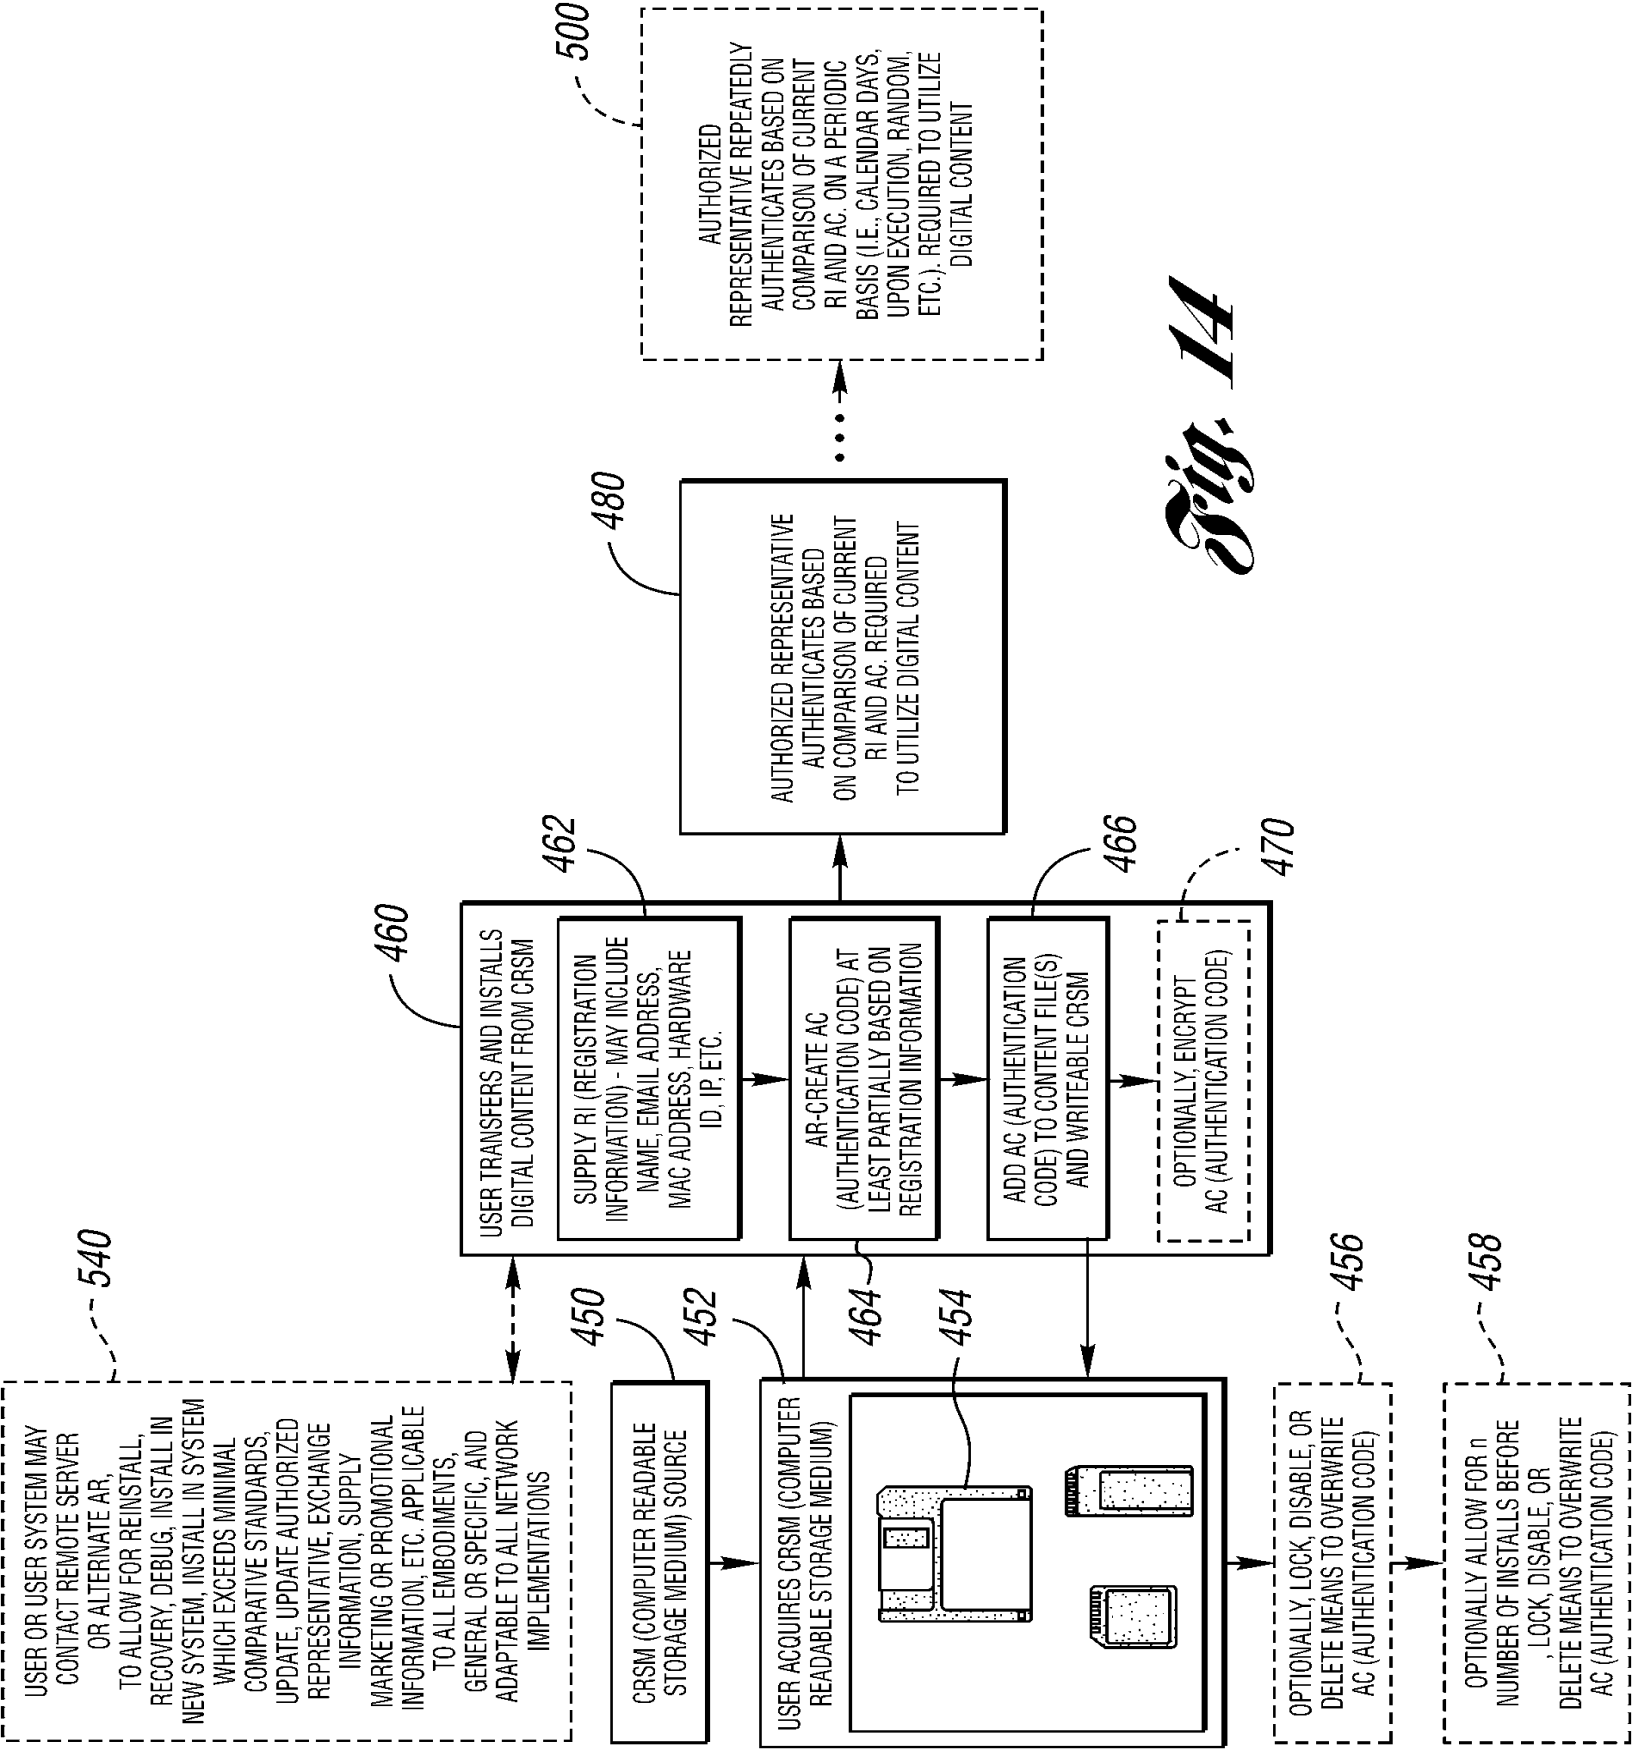 540
USER OR USER SYSTEM MAY
CONTACT REMOTE SERVER
OR ALTERNATE AR,
TO ALLOW FOR REINSTALL,
RECOVERY, DEBUG, INSTALL IN
NEW SYSTEM, INSTALL IN SYSTEM
WHICH EXCEEDS MINIMAL
COMPARATIVE STANDARDS,
UPDATE, UPDATE AUTHORIZED
REPRESENTATIVE, EXCHANGE
INFORMATION, SUPPLY
MARKETING OR PROMOTIONAL
INFORMATION, ETC. APPLICABLE
TO ALL EMBODIMENTS,
GENERAL OR SPECIFIC, AND
ADAPTABLE TO ALL NETWORK
IMPLEMENTATIONS
450
CRSM (COMPUTER READABLE
STORAGE MEDIUM) SOURCE
452
USER ACQUIRES CRSM (COMPUTER
READABLE STORAGE MEDIUM)
454
456
OPTIONALLY, LOCK, DISABLE, OR
DELETE MEANS TO OVERWRITE
AC (AUTHENTICATION CODE)
458
OPTIONALLY ALLOW FOR n
NUMBER OF INSTALLS BEFORE
, LOCK, DISABLE, OR
DELETE MEANS TO OVERWRITE
AC (AUTHENTICATION CODE)
460
USER TRANSFERS AND INSTALLS
DIGITAL CONTENT FROM CRSM
462
SUPPLY RI (REGISTRATION
INFORMATION) - MAY INCLUDE
NAME, EMAIL ADDRESS,
MAC ADDRESS, HARDWARE
ID, IP, ETC.
464
AR-CREATE AC
(AUTHENTICATION CODE) AT
LEAST PARTIALLY BASED ON
REGISTRATION INFORMATION
466
ADD AC (AUTHENTICATION
CODE) TO CONTENT FILE(S)
AND WRITEABLE CRSM
470
OPTIONALLY, ENCRYPT
AC (AUTHENTICATION CODE)
480
AUTHORIZED REPRESENTATIVE
AUTHENTICATES BASED
ON COMPARISON OF CURRENT
RI AND AC. REQUIRED
TO UTILIZE DIGITAL CONTENT
500
AUTHORIZED
REPRESENTATIVE REPEATEDLY
AUTHENTICATES BASED ON
COMPARISON OF CURRENT
RI AND AC. ON A PERIODIC
BASIS (I.E., CALENDAR DAYS,
UPON EXECUTION, RANDOM,
ETC.). REQUIRED TO UTILIZE
DIGITAL CONTENT
Fig. 14